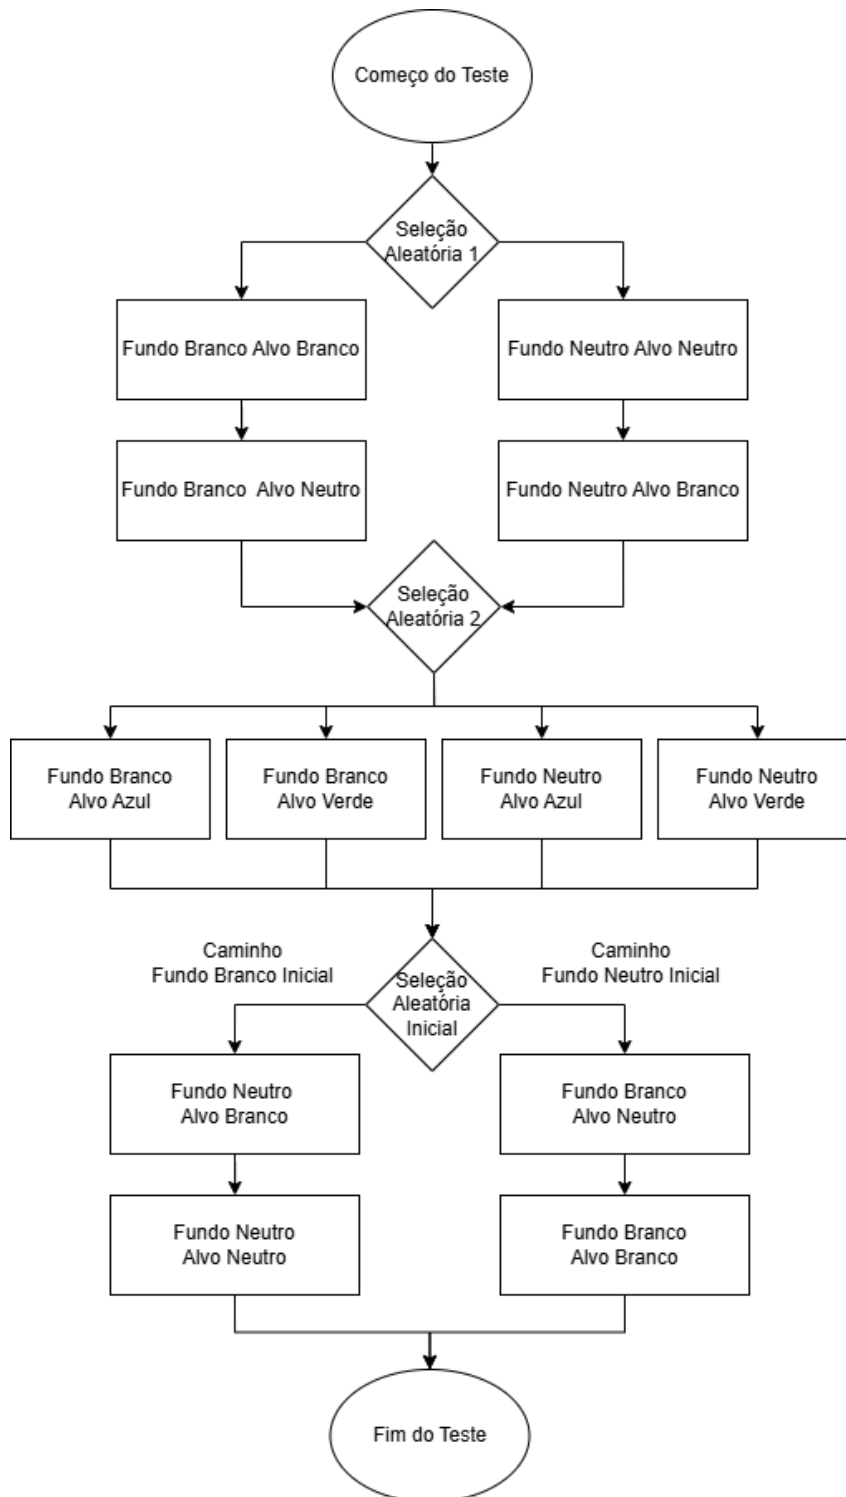 Começo do Teste
Seleção
Aleatória 1
Fundo Branco Alvo Branco
Fundo Neutro Alvo Neutro
Fundo Branco  Alvo Neutro
Fundo Neutro Alvo Branco
Seleção
Aleatória 2
Fundo Branco
Alvo Azul
Fundo Branco
Alvo Verde
Fundo Neutro
Alvo Azul
Fundo Neutro
Alvo Verde
Caminho
Fundo Branco Inicial
Caminho
Fundo Neutro Inicial
Seleção
Aleatória
Inicial
Fundo Neutro
Alvo Branco
Fundo Branco
Alvo Neutro
Fundo Neutro
Alvo Neutro
Fundo Branco
Alvo Branco
Fim do Teste